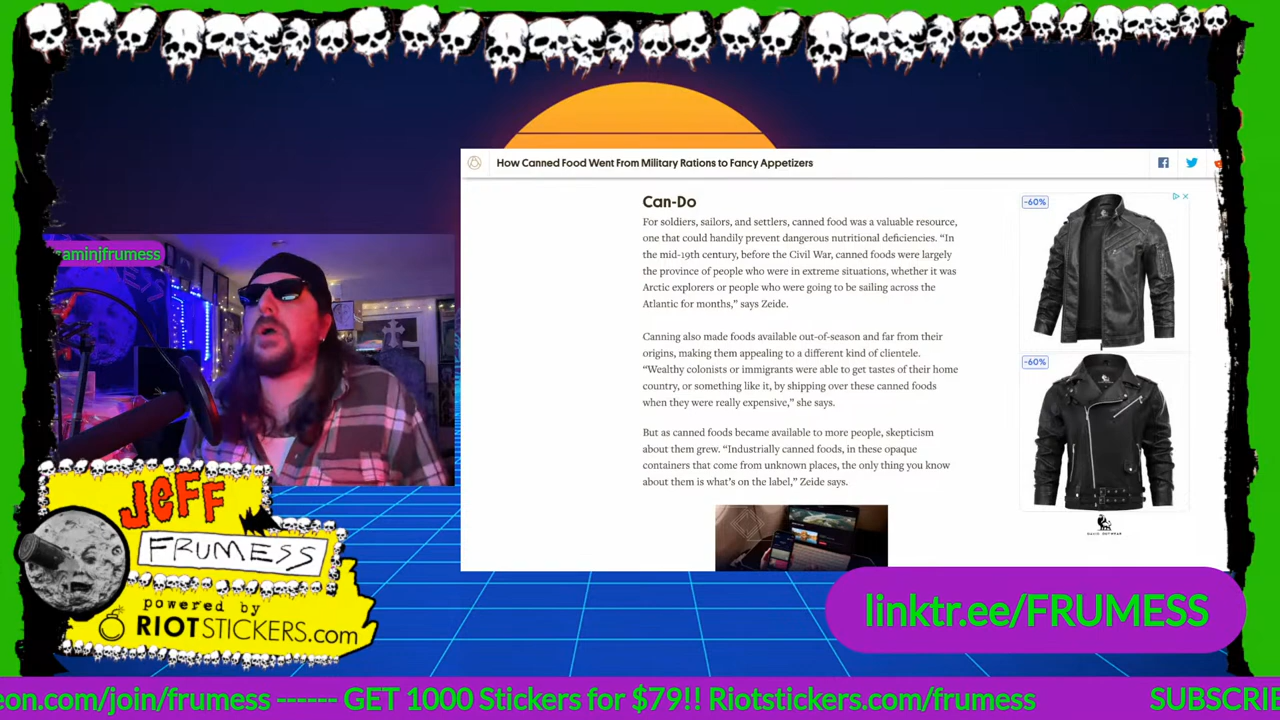 How Canned Food Went From Military Rations to Fancy Appetizers
Can-Do
For soldiers, sailors, and settlers, canned food was a valuable resource,
one that could handily prevent dangerous nutritional deficiencies. “In
the mid-19th century, before the Civil War, canned foods were largely
the province of people who were in extreme situations, whether it was
Arctic explorers or people who were going to be sailing across the
Atlantic for months,” says Zeide.
Canning also made foods available out-of-season and far from their
origins, making them appealing to a different kind of clientele.
“Wealthy colonists or immigrants were able to get tastes of their home
country, or something like it, by shipping over these canned foods
when they were really expensive,” she says.
But as canned foods became available to more people, skepticism
about them grew. “Industrially canned foods, in these opaque
containers that come from unknown places, the only thing you know
about them is what’s on the label,” Zeide says.
-60%
-60%
zaminjfrumess
JEFF
FRUMESS
powered by
RIOTSTICKERS.com
linktr.ee/FRUMESS
eon.com/join/frumess ------ GET 1000 Stickers for $79!! Riotstickers.com/frumess SUBSCRIBE